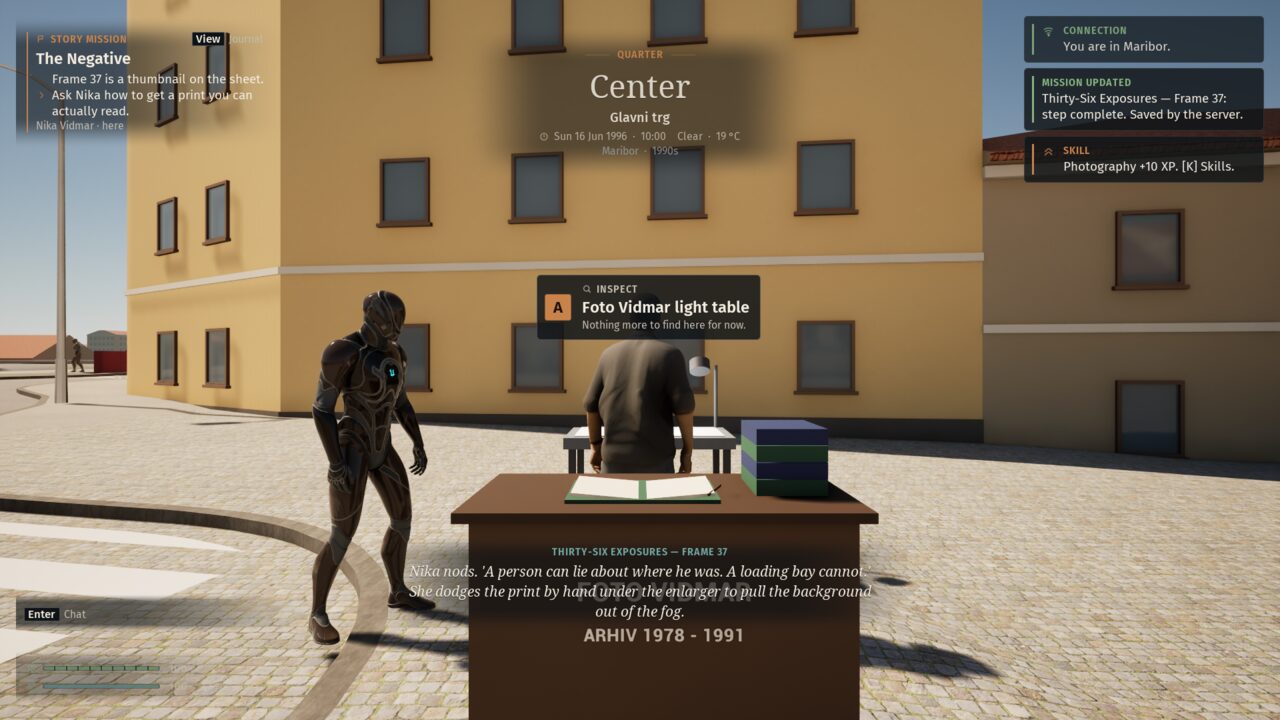 STORY MISSION
View Journal
The Negative
Frame 37 is a thumbnail on the sheet.
Ask Nika how to get a print you can
actually read.
Nika Vidmar · here
QUARTER
Center
Glavni trg
Sun 16 Jun 1996 · 10:00 Clear · 19 °C
Maribor · 1990s
CONNECTION
You are in Maribor.
MISSION UPDATED
Thirty-Six Exposures — Frame 37:
step complete. Saved by the server.
SKILL
Photography +10 XP. [K] Skills.
INSPECT
A
Foto Vidmar light table
Nothing more to find here for now.
THIRTY-SIX EXPOSURES — FRAME 37
Nika nods. 'A person can lie about where he was. A loading bay cannot.'
She dodges the print by hand under the enlarger to pull the background
out of the fog.
FOTO VIDMAR
ARHIV 1978 - 1991
Enter Chat